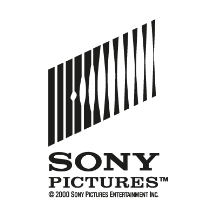 SONY
PICTURES™
© 2000 SONY PICTURES ENTERTAINMENT INC.